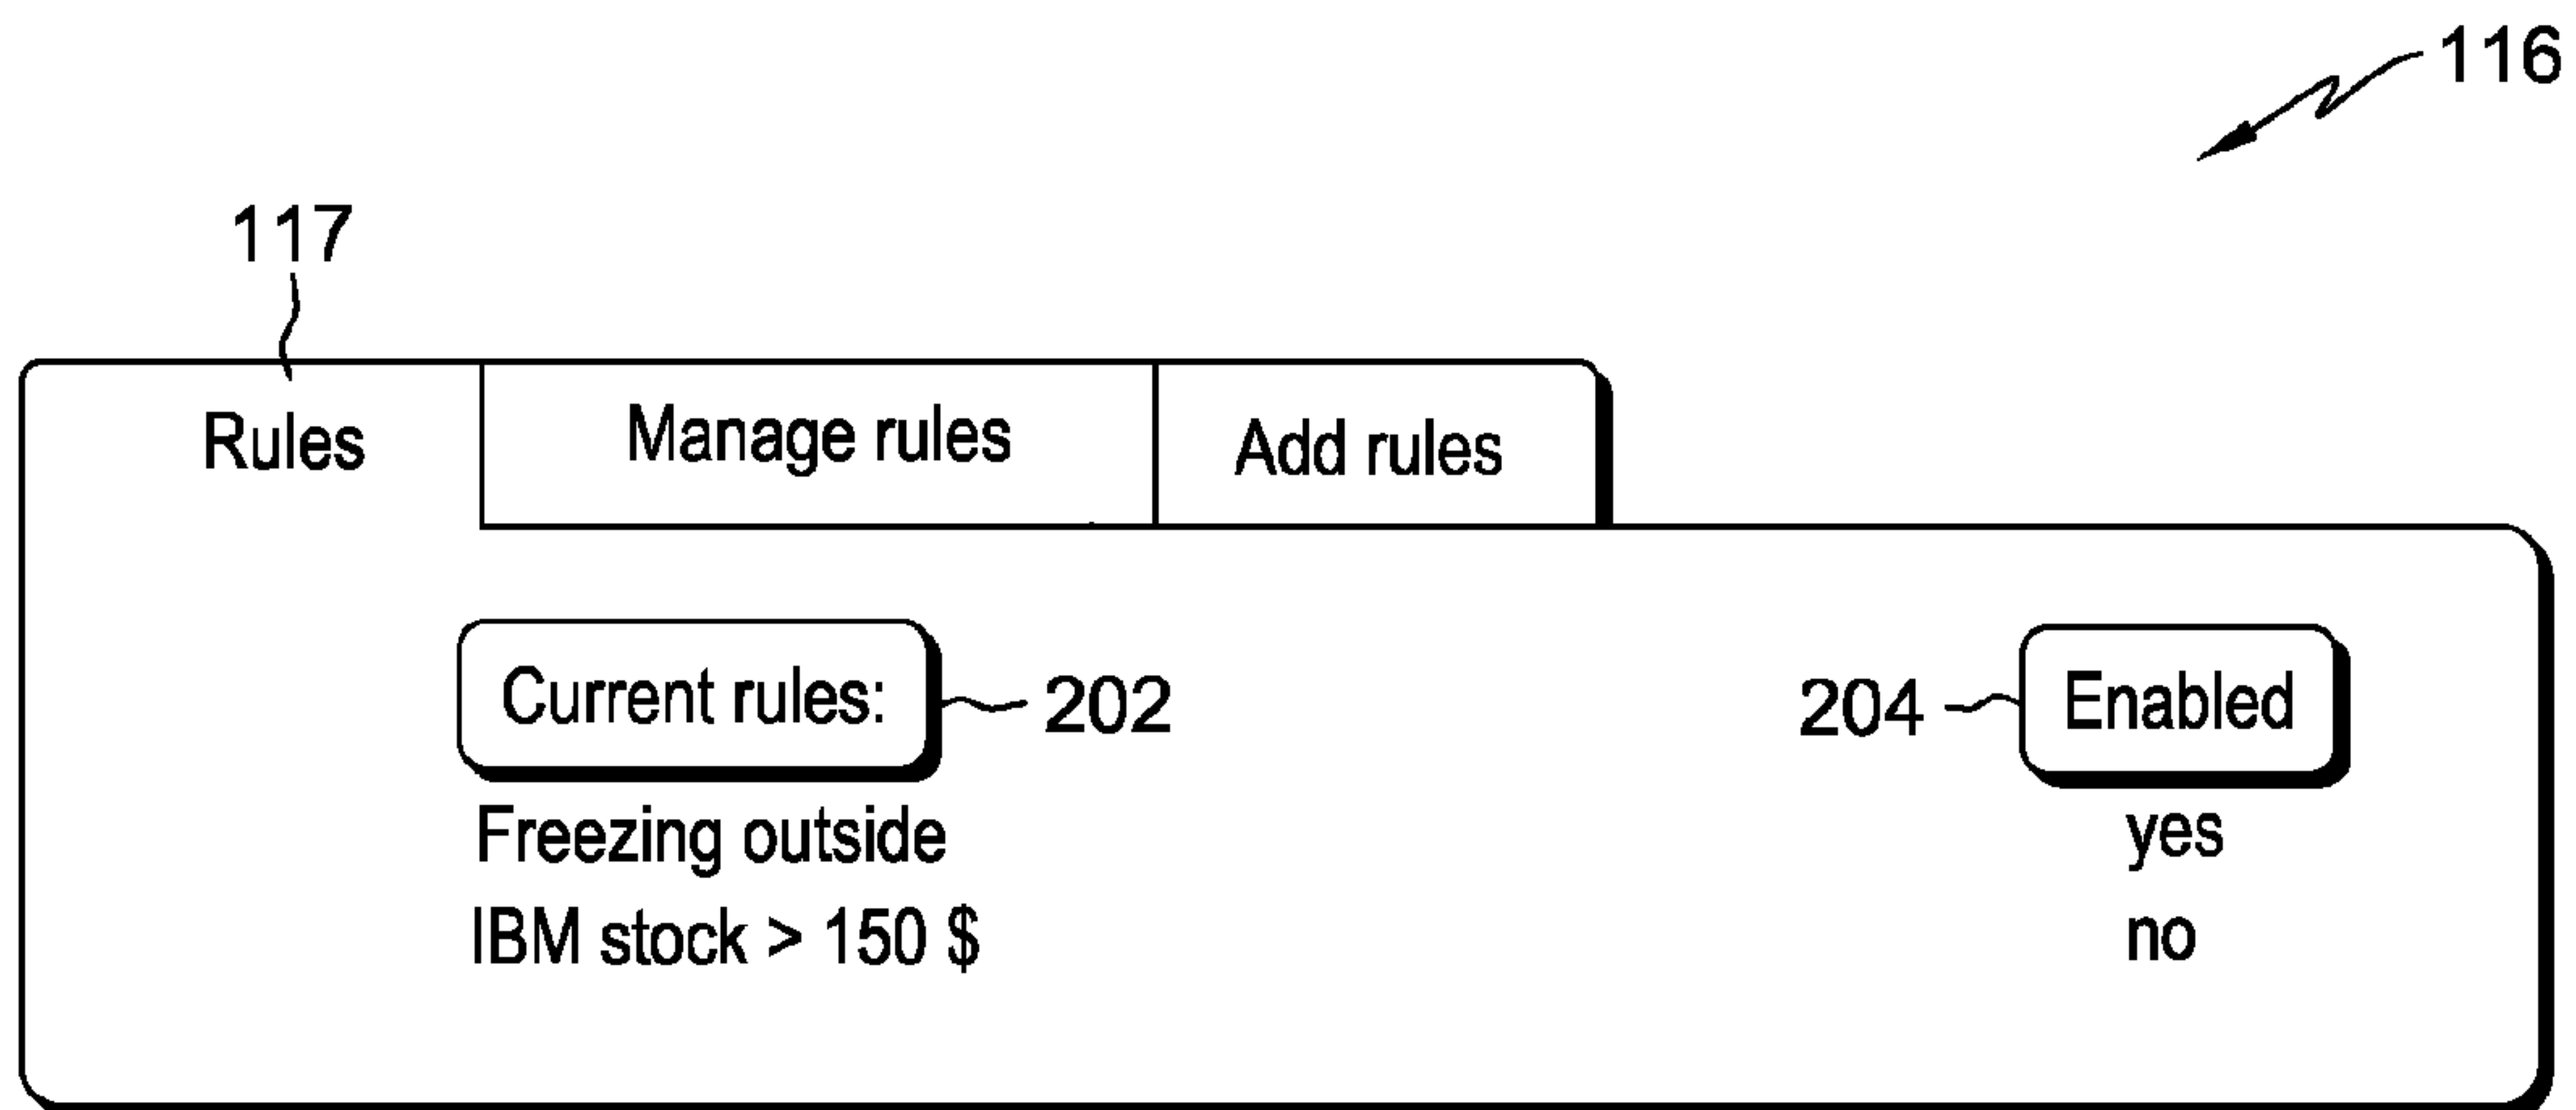 116
117
Rules Manage rules Add rules
Current rules: 202 204 Enabled
Freezing outside yes
IBM stock > 150 $ no